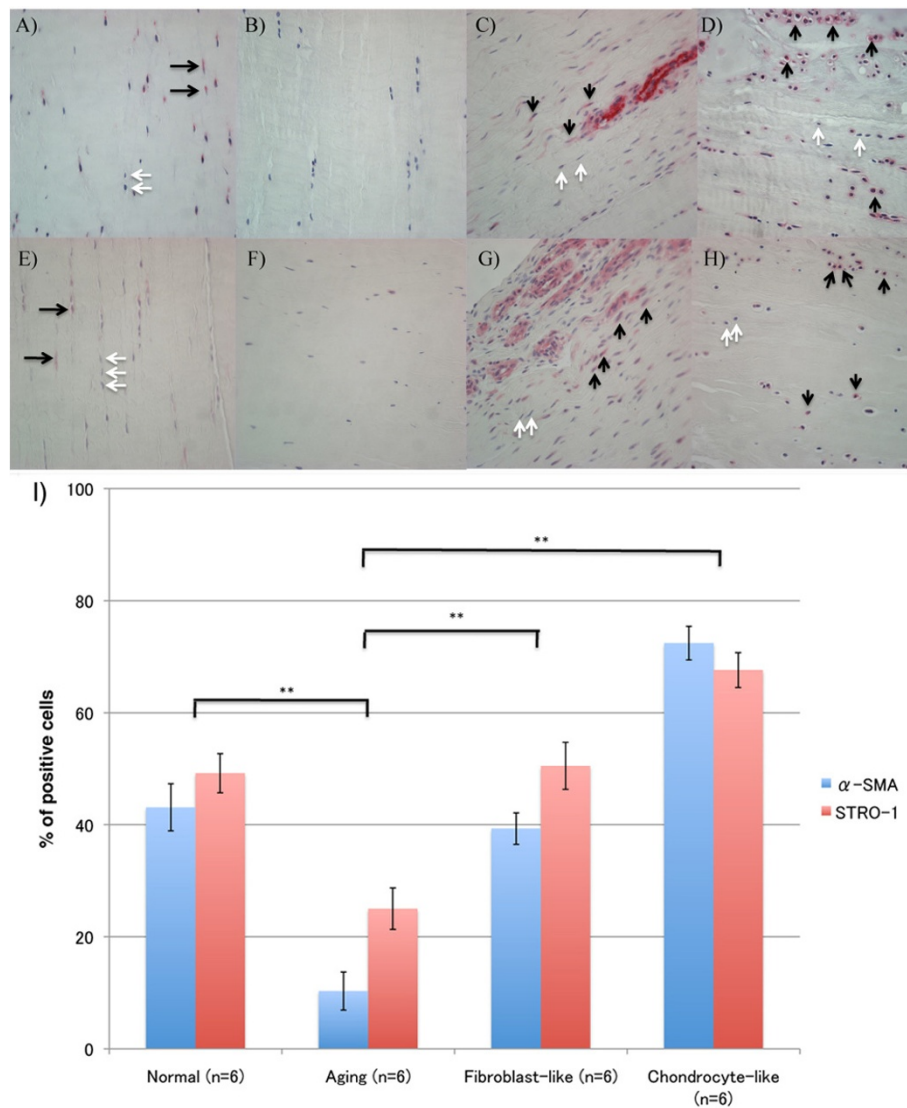 A)
B)
C)
D)
E)
F)
G)
H)
I)
100
80
60
40
20
0
% of positive cells
**
**
**
α-SMA
STRO-1
Normal (n=6)
Aging (n=6)
Fibroblast-like (n=6)
Chondrocyte-like
(n=6)